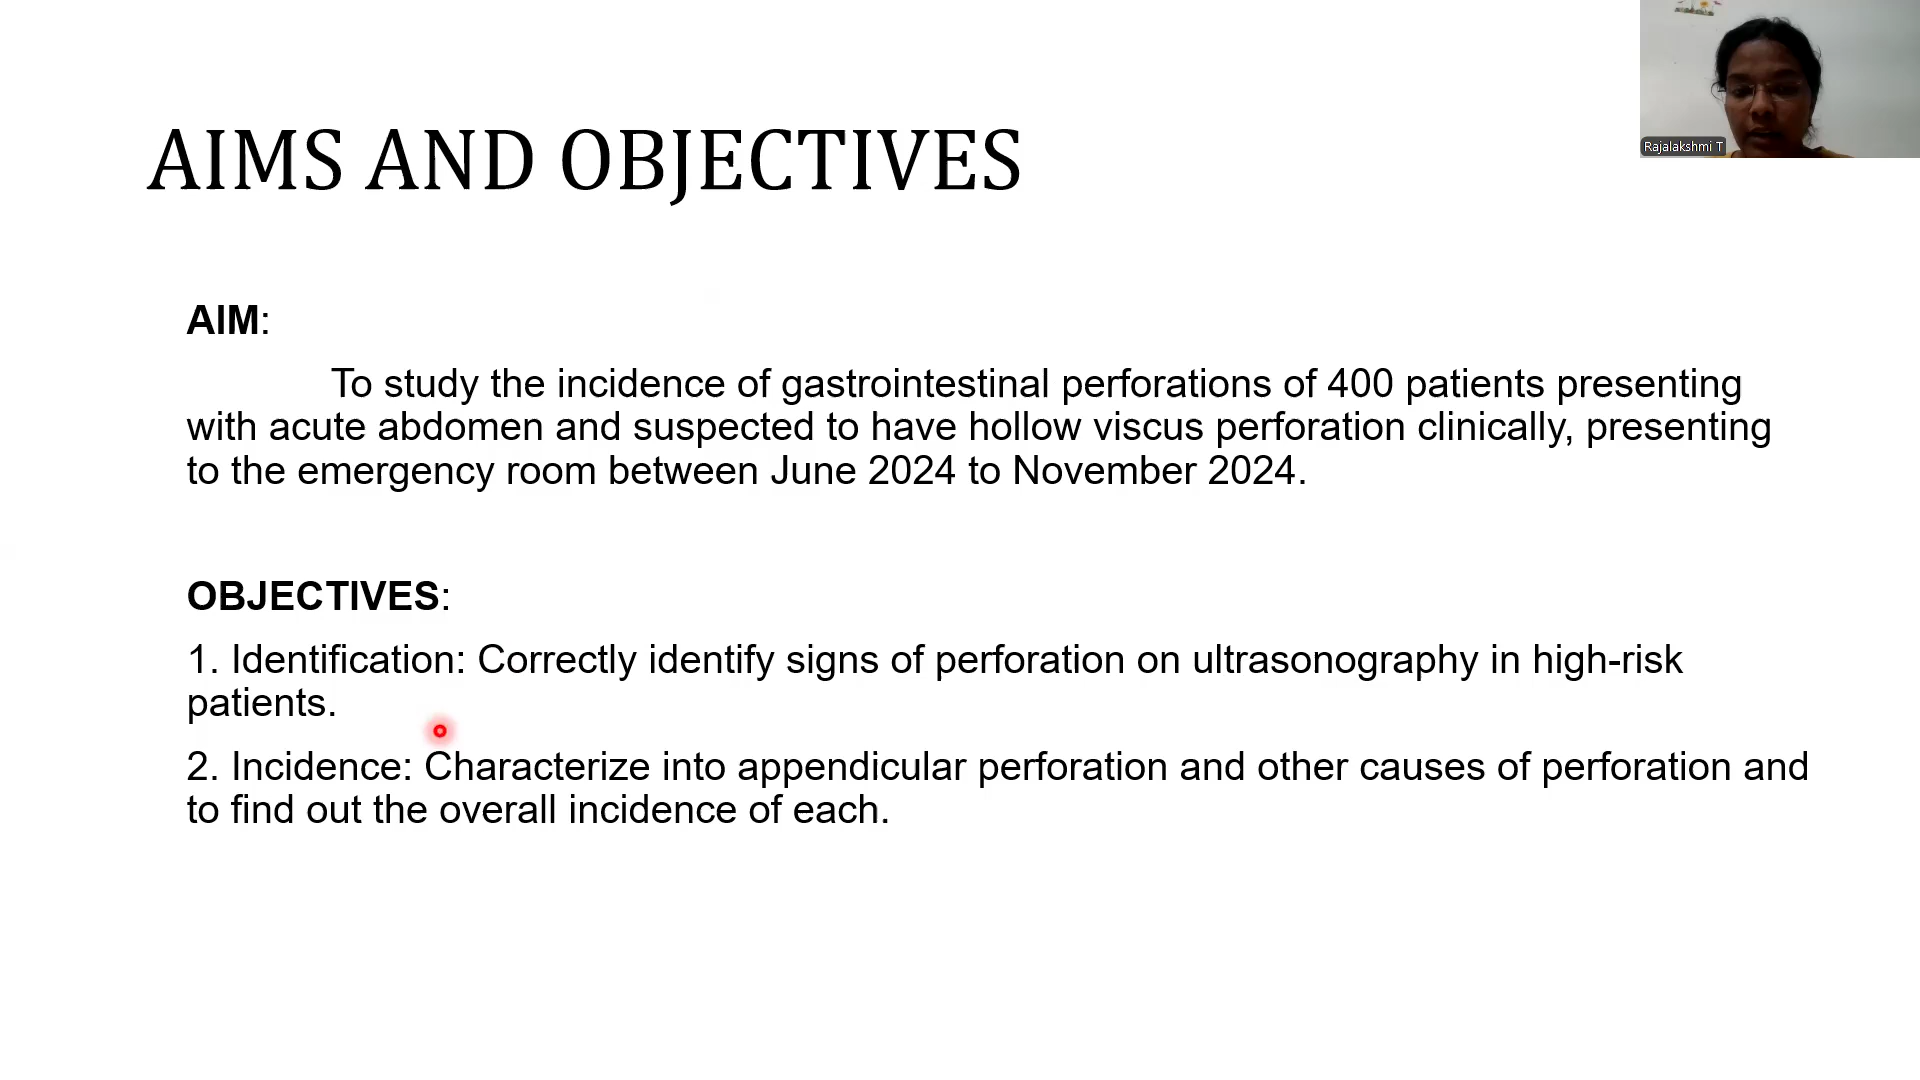 AIMS AND OBJECTIVES
Rajalakshmi T
AIM:
To study the incidence of gastrointestinal perforations of 400 patients presenting
with acute abdomen and suspected to have hollow viscus perforation clinically, presenting
to the emergency room between June 2024 to November 2024.
OBJECTIVES:
1. Identification: Correctly identify signs of perforation on ultrasonography in high-risk
patients.
2. Incidence: Characterize into appendicular perforation and other causes of perforation and
to find out the overall incidence of each.